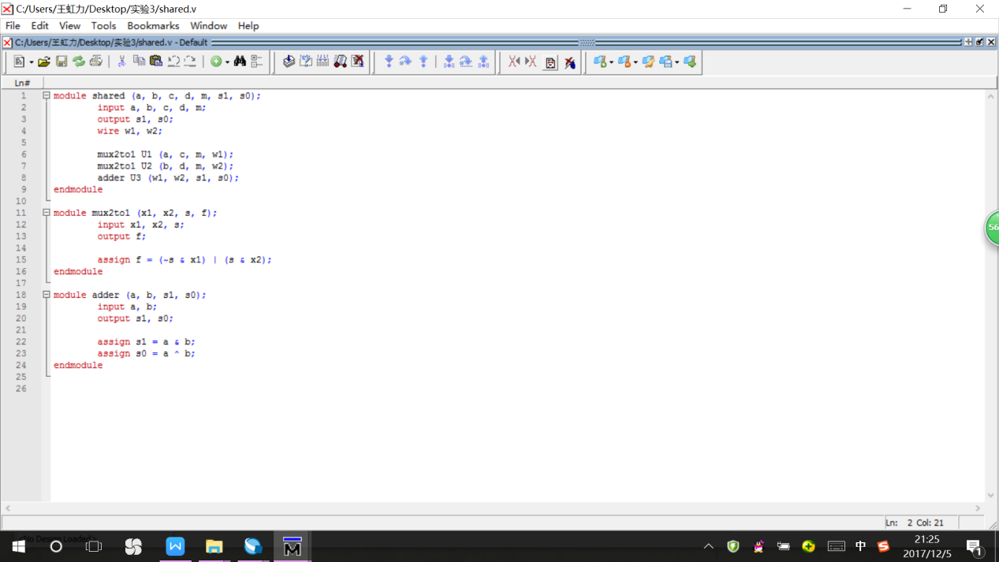 C:/Users/王虹力/Desktop/实验3/shared.v
File Edit View Tools Bookmarks Window Help
C:/Users/王虹力/Desktop/实验3/shared.v - Default
Ln#
1 module shared (a, b, c, d, m, s1, s0);
2 input a, b, c, d, m;
3 output s1, s0;
4 wire w1, w2;
5
6 mux2to1 U1 (a, c, m, w1);
7 mux2to1 U2 (b, d, m, w2);
8 adder U3 (w1, w2, s1, s0);
9 endmodule
10
11 module mux2to1 (x1, x2, s, f);
12 input x1, x2, s;
13 output f;
14
15 assign f = (~s & x1) | (s & x2);
16 endmodule
17
18 module adder (a, b, s1, s0);
19 input a, b;
20 output s1, s0;
21
22 assign s1 = a & b;
23 assign s0 = a ^ b;
24 endmodule
25
26
56
Ln: 2 Col: 21
<No Design Loaded>
中
21:25
2017/12/5
1